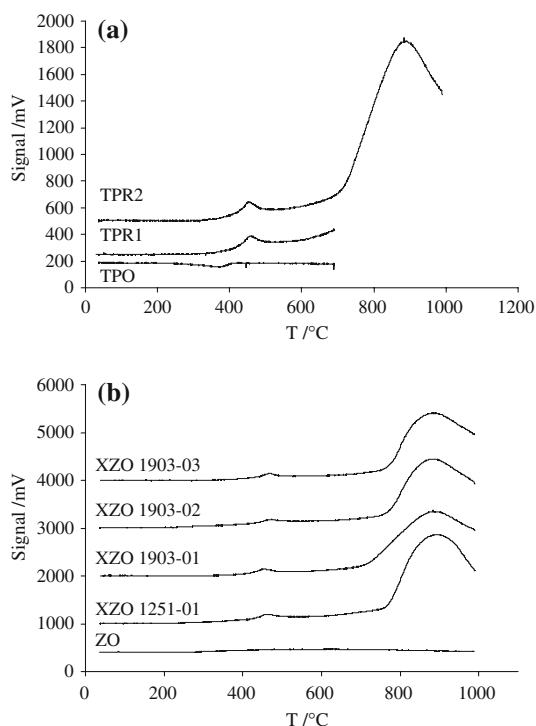 (a)
2000
1800
1600
1400
1200
1000
800
600
400
200
0
Signal /mV
TPR2
TPR1
TPO
0 200 400 600 800 1000 1200
T /°C
(b)
6000
5000
4000
3000
2000
1000
0
Signal /mV
XZO 1903-03
XZO 1903-02
XZO 1903-01
XZO 1251-01
ZO
0 200 400 600 800 1000
T /°C